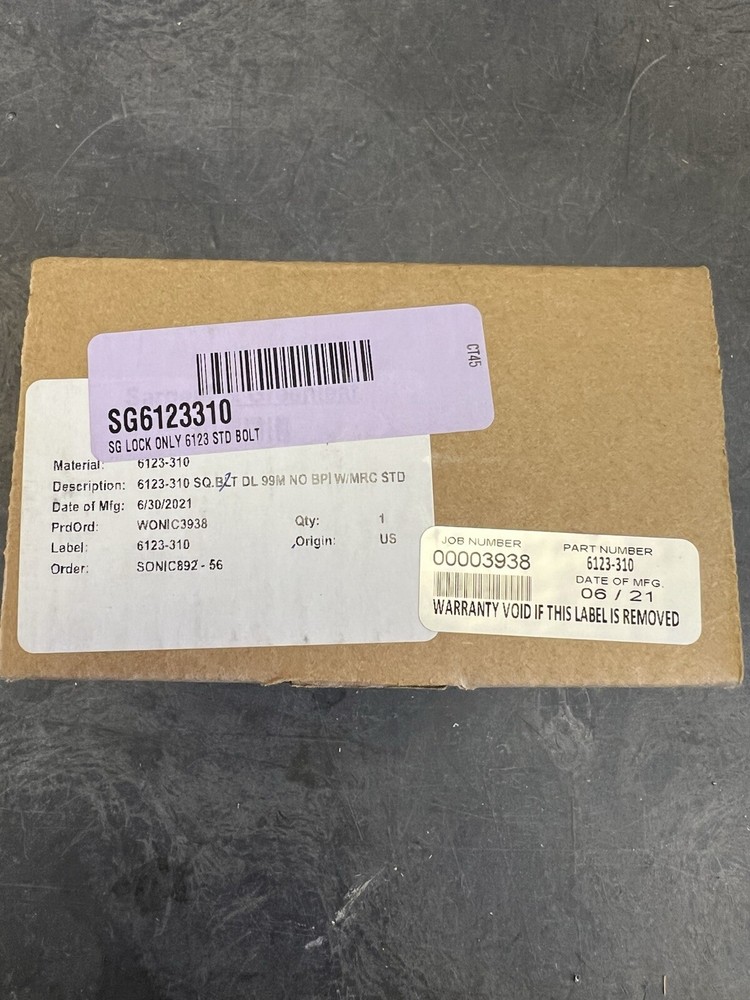 CT45
SG6123310
SG LOCK ONLY 6123 STD BOLT
Material: 6123-310
Description: 6123-310 SQ.BLT DL 99M NO BPI W/MRC STD
Date of Mfg: 6/30/2021
PrdOrd: WONIC3938 Qty: 1
Label: 6123-310 Origin: US
Order: SONIC892 - 56
JOB NUMBER PART NUMBER
00003938 6123-310
DATE OF MFG.
06 / 21
WARRANTY VOID IF THIS LABEL IS REMOVED